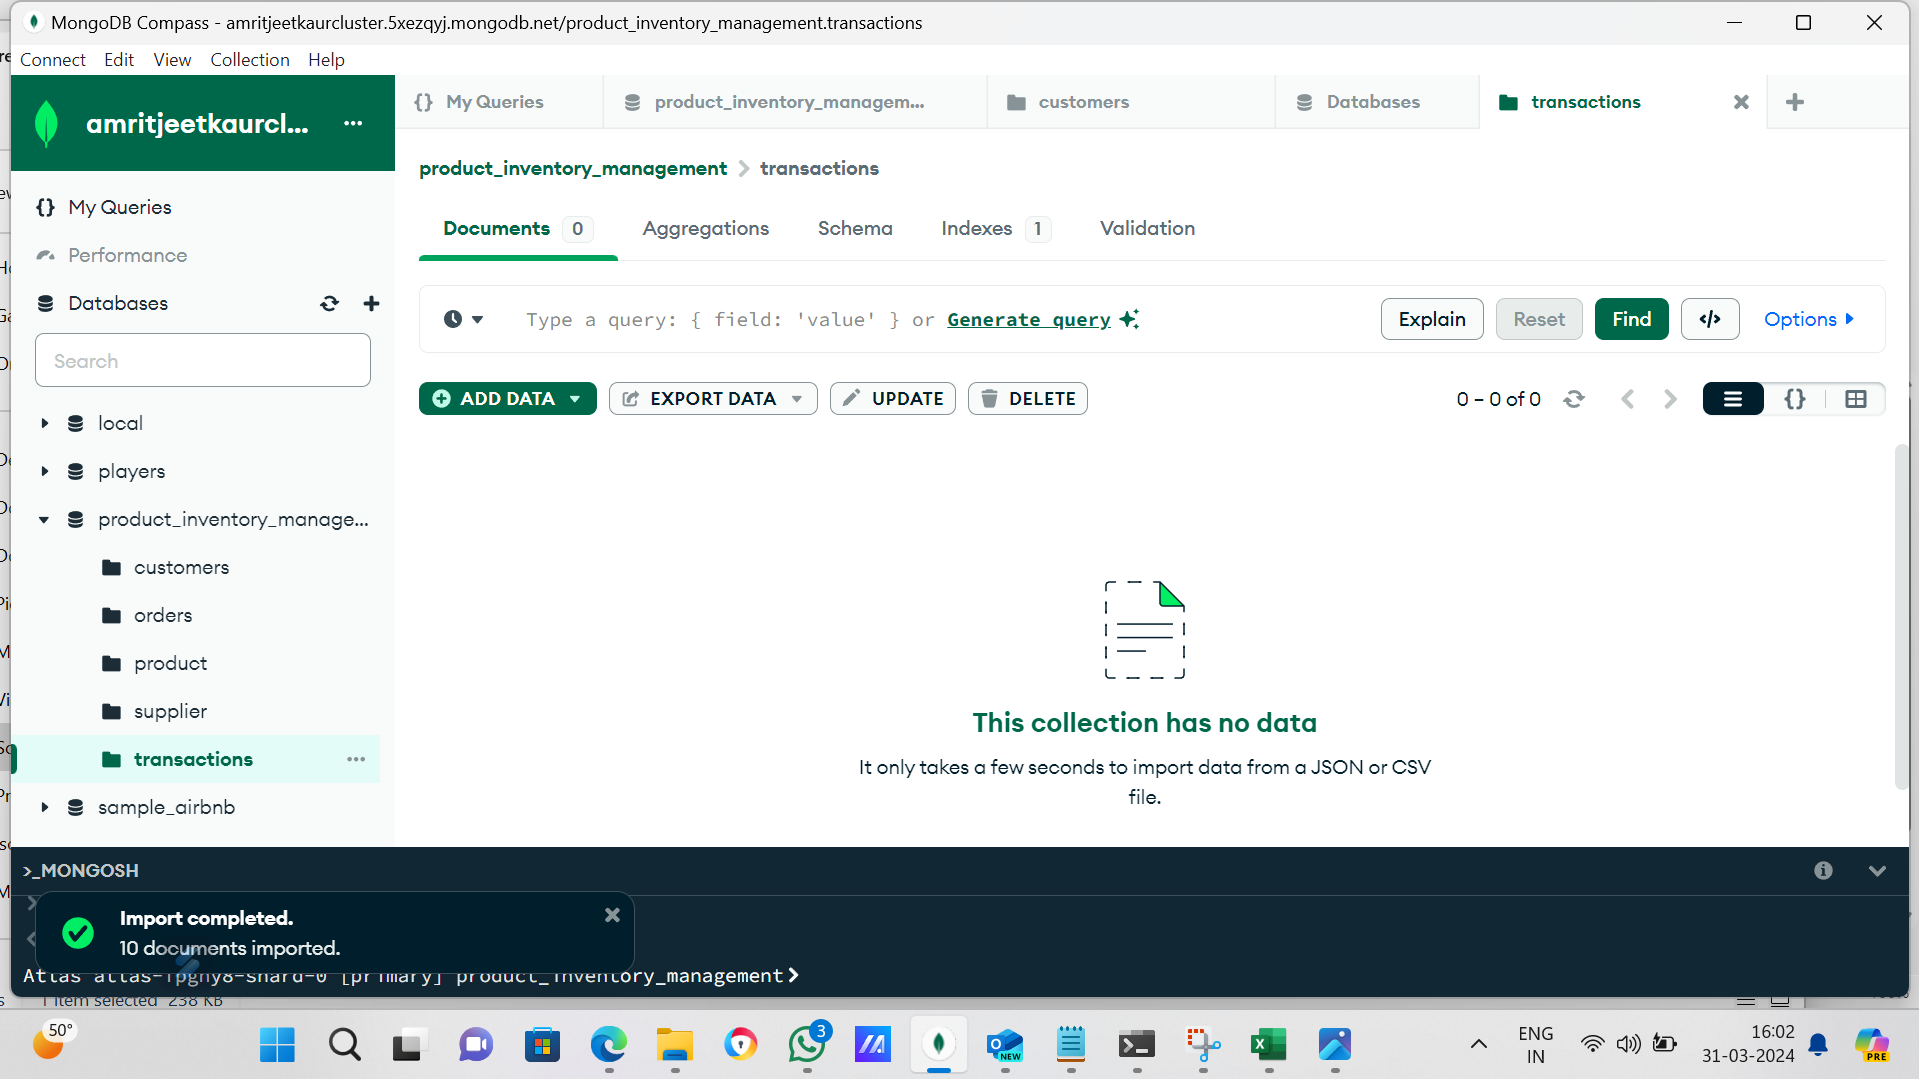 MongoDB Compass - amritjeetkaurcluster.5xezqyj.mongodb.net/product_inventory_management.transactions
Connect Edit View Collection Help
amritjeetkaurcl...
My Queries
product_inventory_managem...
customers
Databases
transactions
product_inventory_management > transactions
My Queries
Performance
Databases
Search
local
players
product_inventory_manage...
customers
orders
product
supplier
transactions
sample_airbnb
Documents 0
Aggregations
Schema
Indexes 1
Validation
Type a query: { field: 'value' } or Generate query
Explain
Reset
Find
</>
Options
ADD DATA
EXPORT DATA
UPDATE
DELETE
0 – 0 of 0
This collection has no data
It only takes a few seconds to import data from a JSON or CSV
file.
>_MONGOSH
Import completed.
10 documents imported.
Atlas atlas-fpgny8-shard-0 [primary] product_inventory_management>
1 item selected 238 KB
50°
3
NEW
ENG
IN
16:02
31-03-2024
PRE